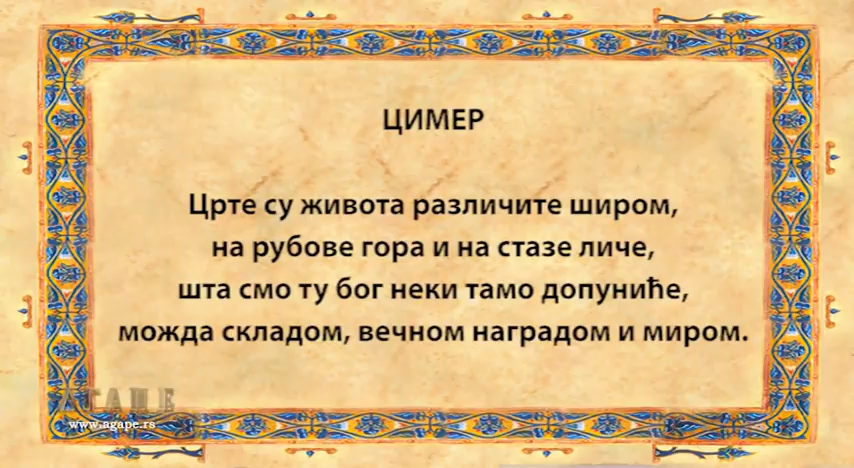 ЦИМЕР
Црте су живота различите широм,
на рубове гора и на стазе личе,
шта смо ту бог неки тамо допуниће,
можда складом, вечном наградом и миром.
АГАПЕ
www.agape.rs